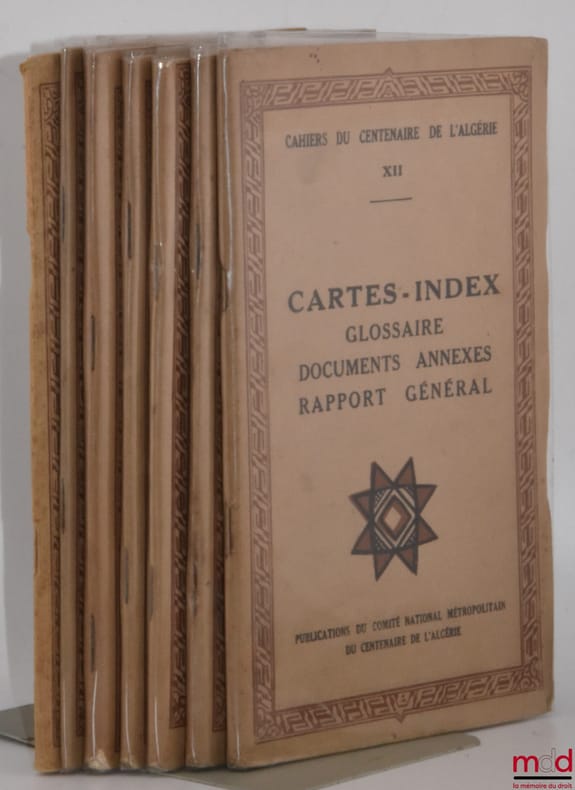 CAHIERS DU CENTENAIRE DE L'ALGÉRIE
XII
CARTES-INDEX
GLOSSAIRE
DOCUMENTS ANNEXES
RAPPORT GÉNÉRAL
PUBLICATIONS DU COMITÉ NATIONAL MÉTROPOLITAIN
DU CENTENAIRE DE L'ALGÉRIE
mdd
la mémoire du droit